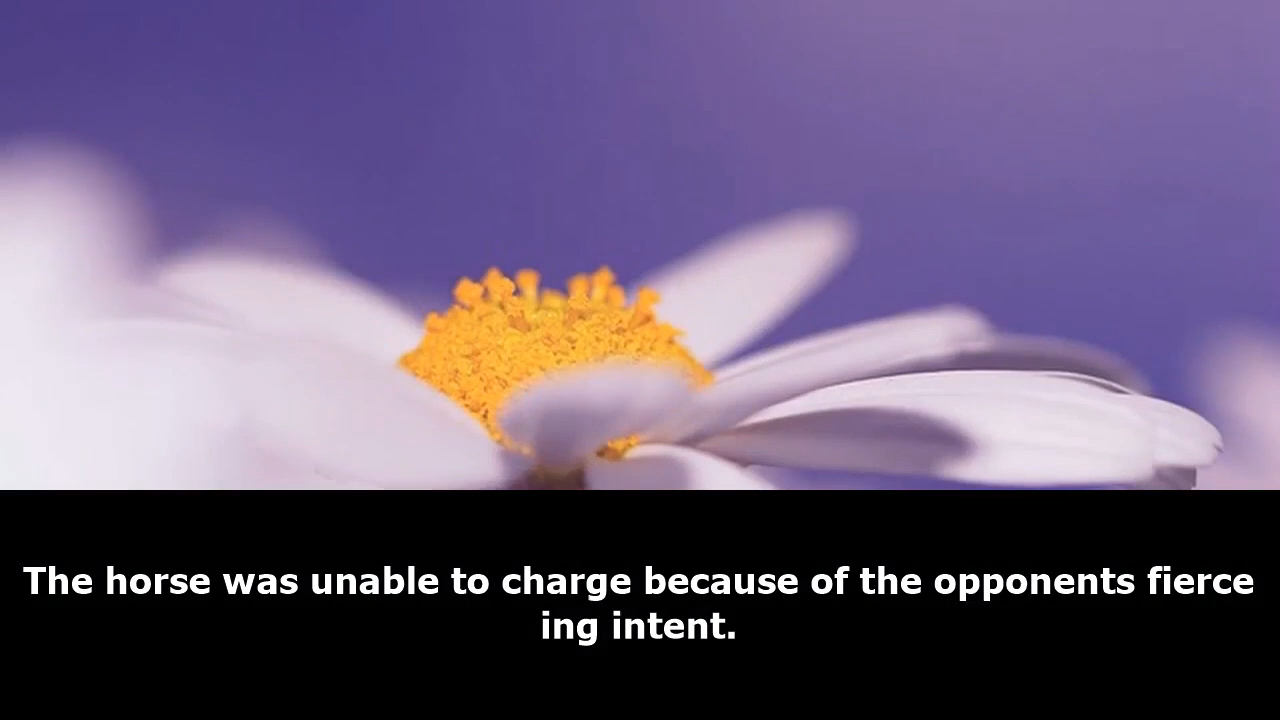 The horse was unable to charge because of the opponents fierce
ing intent.